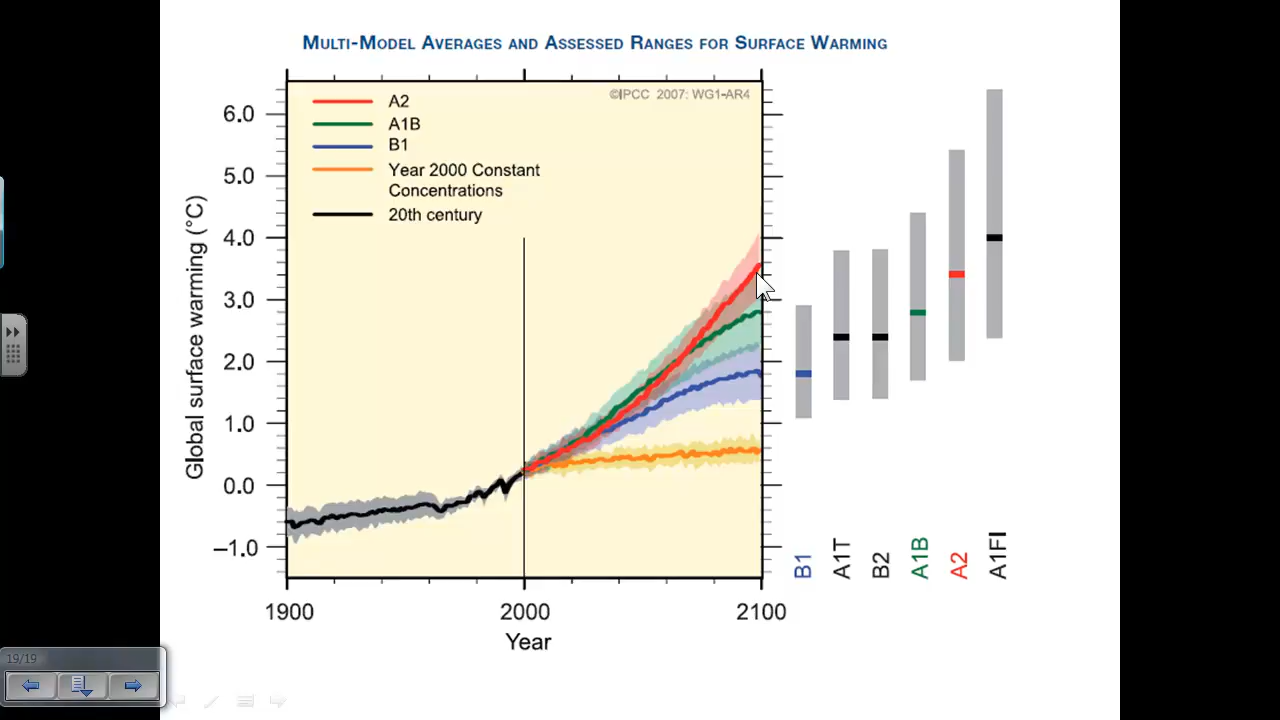 MULTI-MODEL AVERAGES AND ASSESSED RANGES FOR SURFACE WARMING
©IPCC 2007: WG1-AR4
A2
A1B
B1
Year 2000 Constant
Concentrations
20th century
Global surface warming (°C)
6.0
5.0
4.0
3.0
2.0
1.0
0.0
–1.0
1900
2000
2100
Year
B1
A1T
B2
A1B
A2
A1FI
19/19